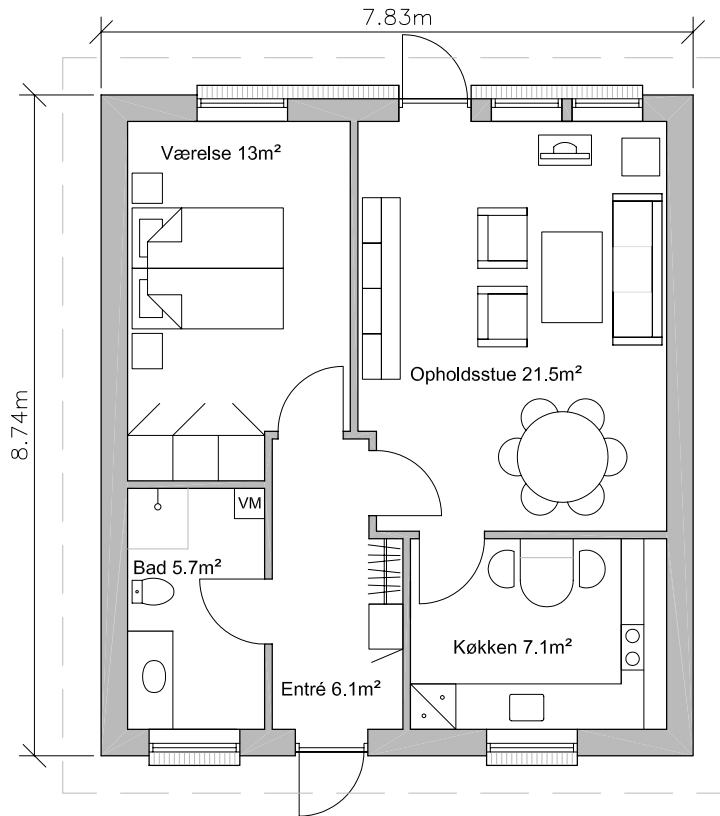 7.83m
Værelse 13m²
8.74m
Opholdsstue 21.5m²
VM
Bad 5.7m²
Køkken 7.1m²
Entré 6.1m²